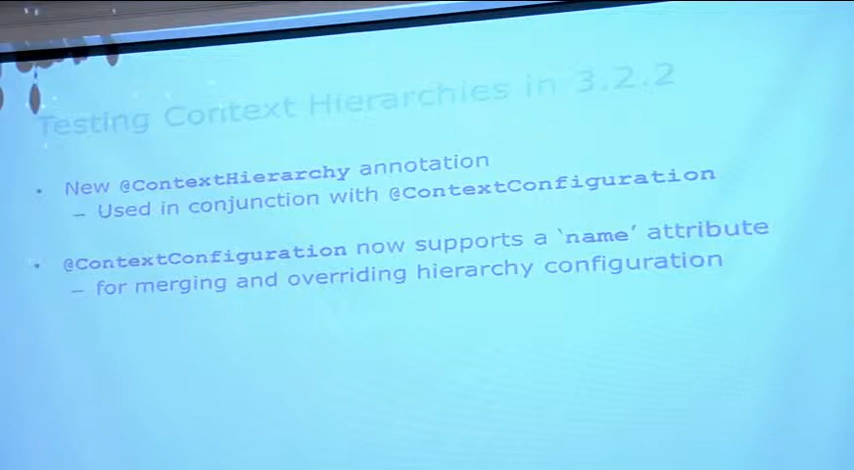 Testing Context Hierarchies in 3.2.2
• New @ContextHierarchy annotation
– Used in conjunction with @ContextConfiguration
• @ContextConfiguration now supports a ‘name’ attribute
– for merging and overriding hierarchy configuration